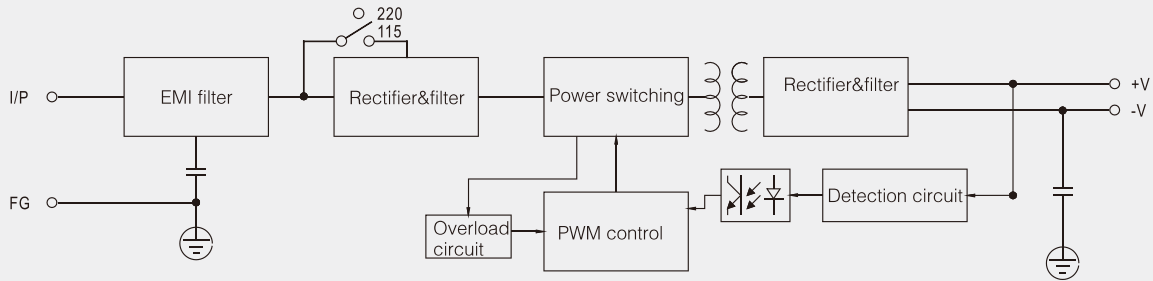 220
115
I/P
EMI filter
Rectifier&filter
Power switching
Rectifier&filter
+V
-V
FG
Overload
circuit
PWM control
Detection circuit